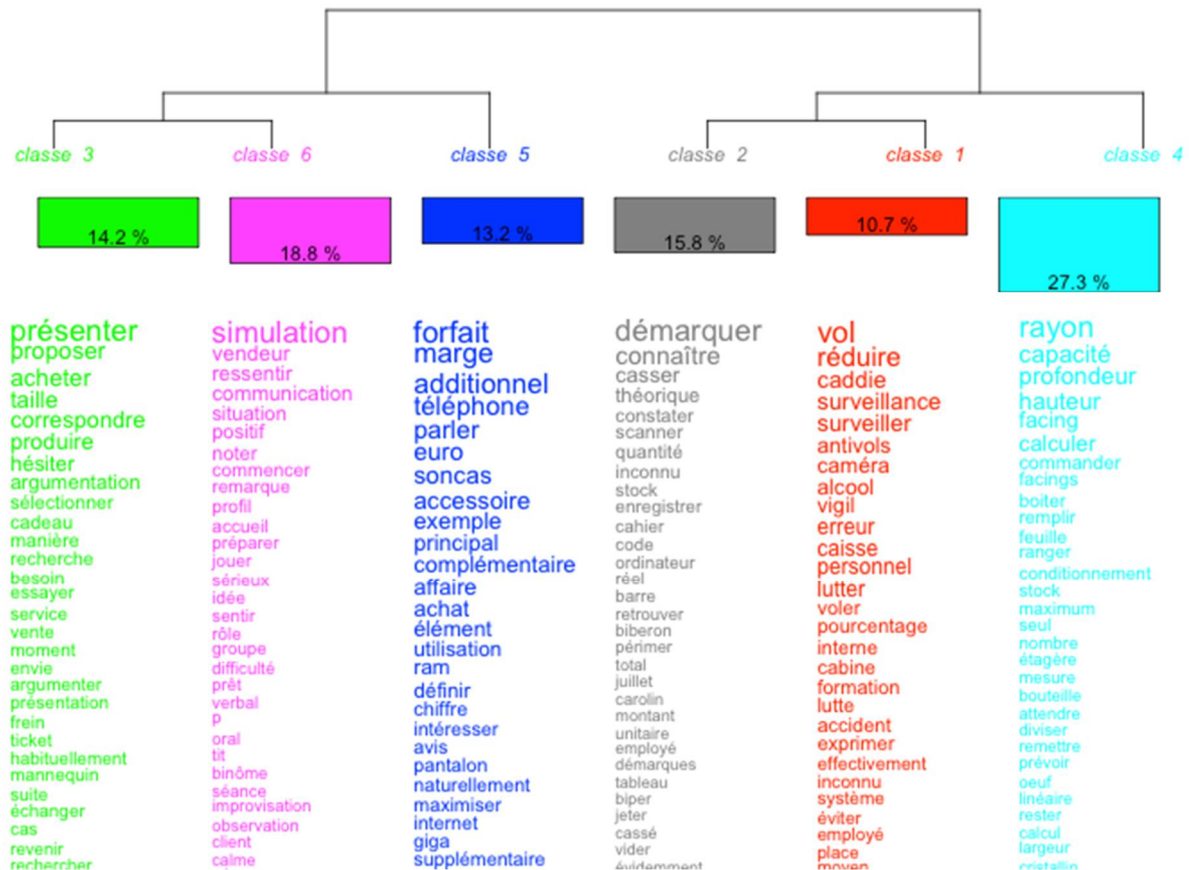 classe 3
classe 6
classe 5
classe 2
classe 1
classe 4
14.2 %
18.8 %
13.2 %
15.8 %
10.7 %
27.3 %
présenter
proposer
acheter
taille
correspondre
produire
hésiter
argumentation
sélectionner
cadeau
manière
recherche
besoin
essayer
service
vente
moment
envie
argumenter
présentation
frein
ticket
habituellement
mannequin
suite
échanger
cas
revenir
rechercher
simulation
vendeur
ressentir
communication
situation
positif
noter
commencer
remarque
profil
accueil
préparer
jouer
sérieux
idée
sentir
rôle
groupe
difficulté
prêt
verbal
p
oral
tit
binôme
séance
improvisation
observation
client
calme
forfait
marge
additionnel
téléphone
parler
euro
soncas
accessoire
exemple
principal
complémentaire
affaire
achat
élément
utilisation
ram
définir
chiffre
intéresser
avis
pantalon
naturellement
maximiser
internet
giga
supplémentaire
démarquer
connaître
casser
théorique
constater
scanner
quantité
inconnu
stock
enregistrer
cahier
code
ordinateur
réel
barre
retrouver
biberon
périmer
total
juillet
carolin
montant
unitaire
employé
démarques
tableau
biper
jeter
cassé
vider
évidemment
vol
réduire
caddie
surveillance
surveiller
antivols
caméra
alcool
vigil
erreur
caisse
personnel
lutter
voler
pourcentage
interne
cabine
formation
lutte
accident
exprimer
effectivement
inconnu
système
éviter
employé
place
moyen
rayon
capacité
profondeur
hauteur
facing
calculer
commander
facings
boiter
remplir
feuille
ranger
conditionnement
stock
maximum
seul
nombre
étagère
mesure
bouteille
attendre
diviser
remettre
prévoir
oeuf
linéaire
rester
calcul
largeur
cristallin